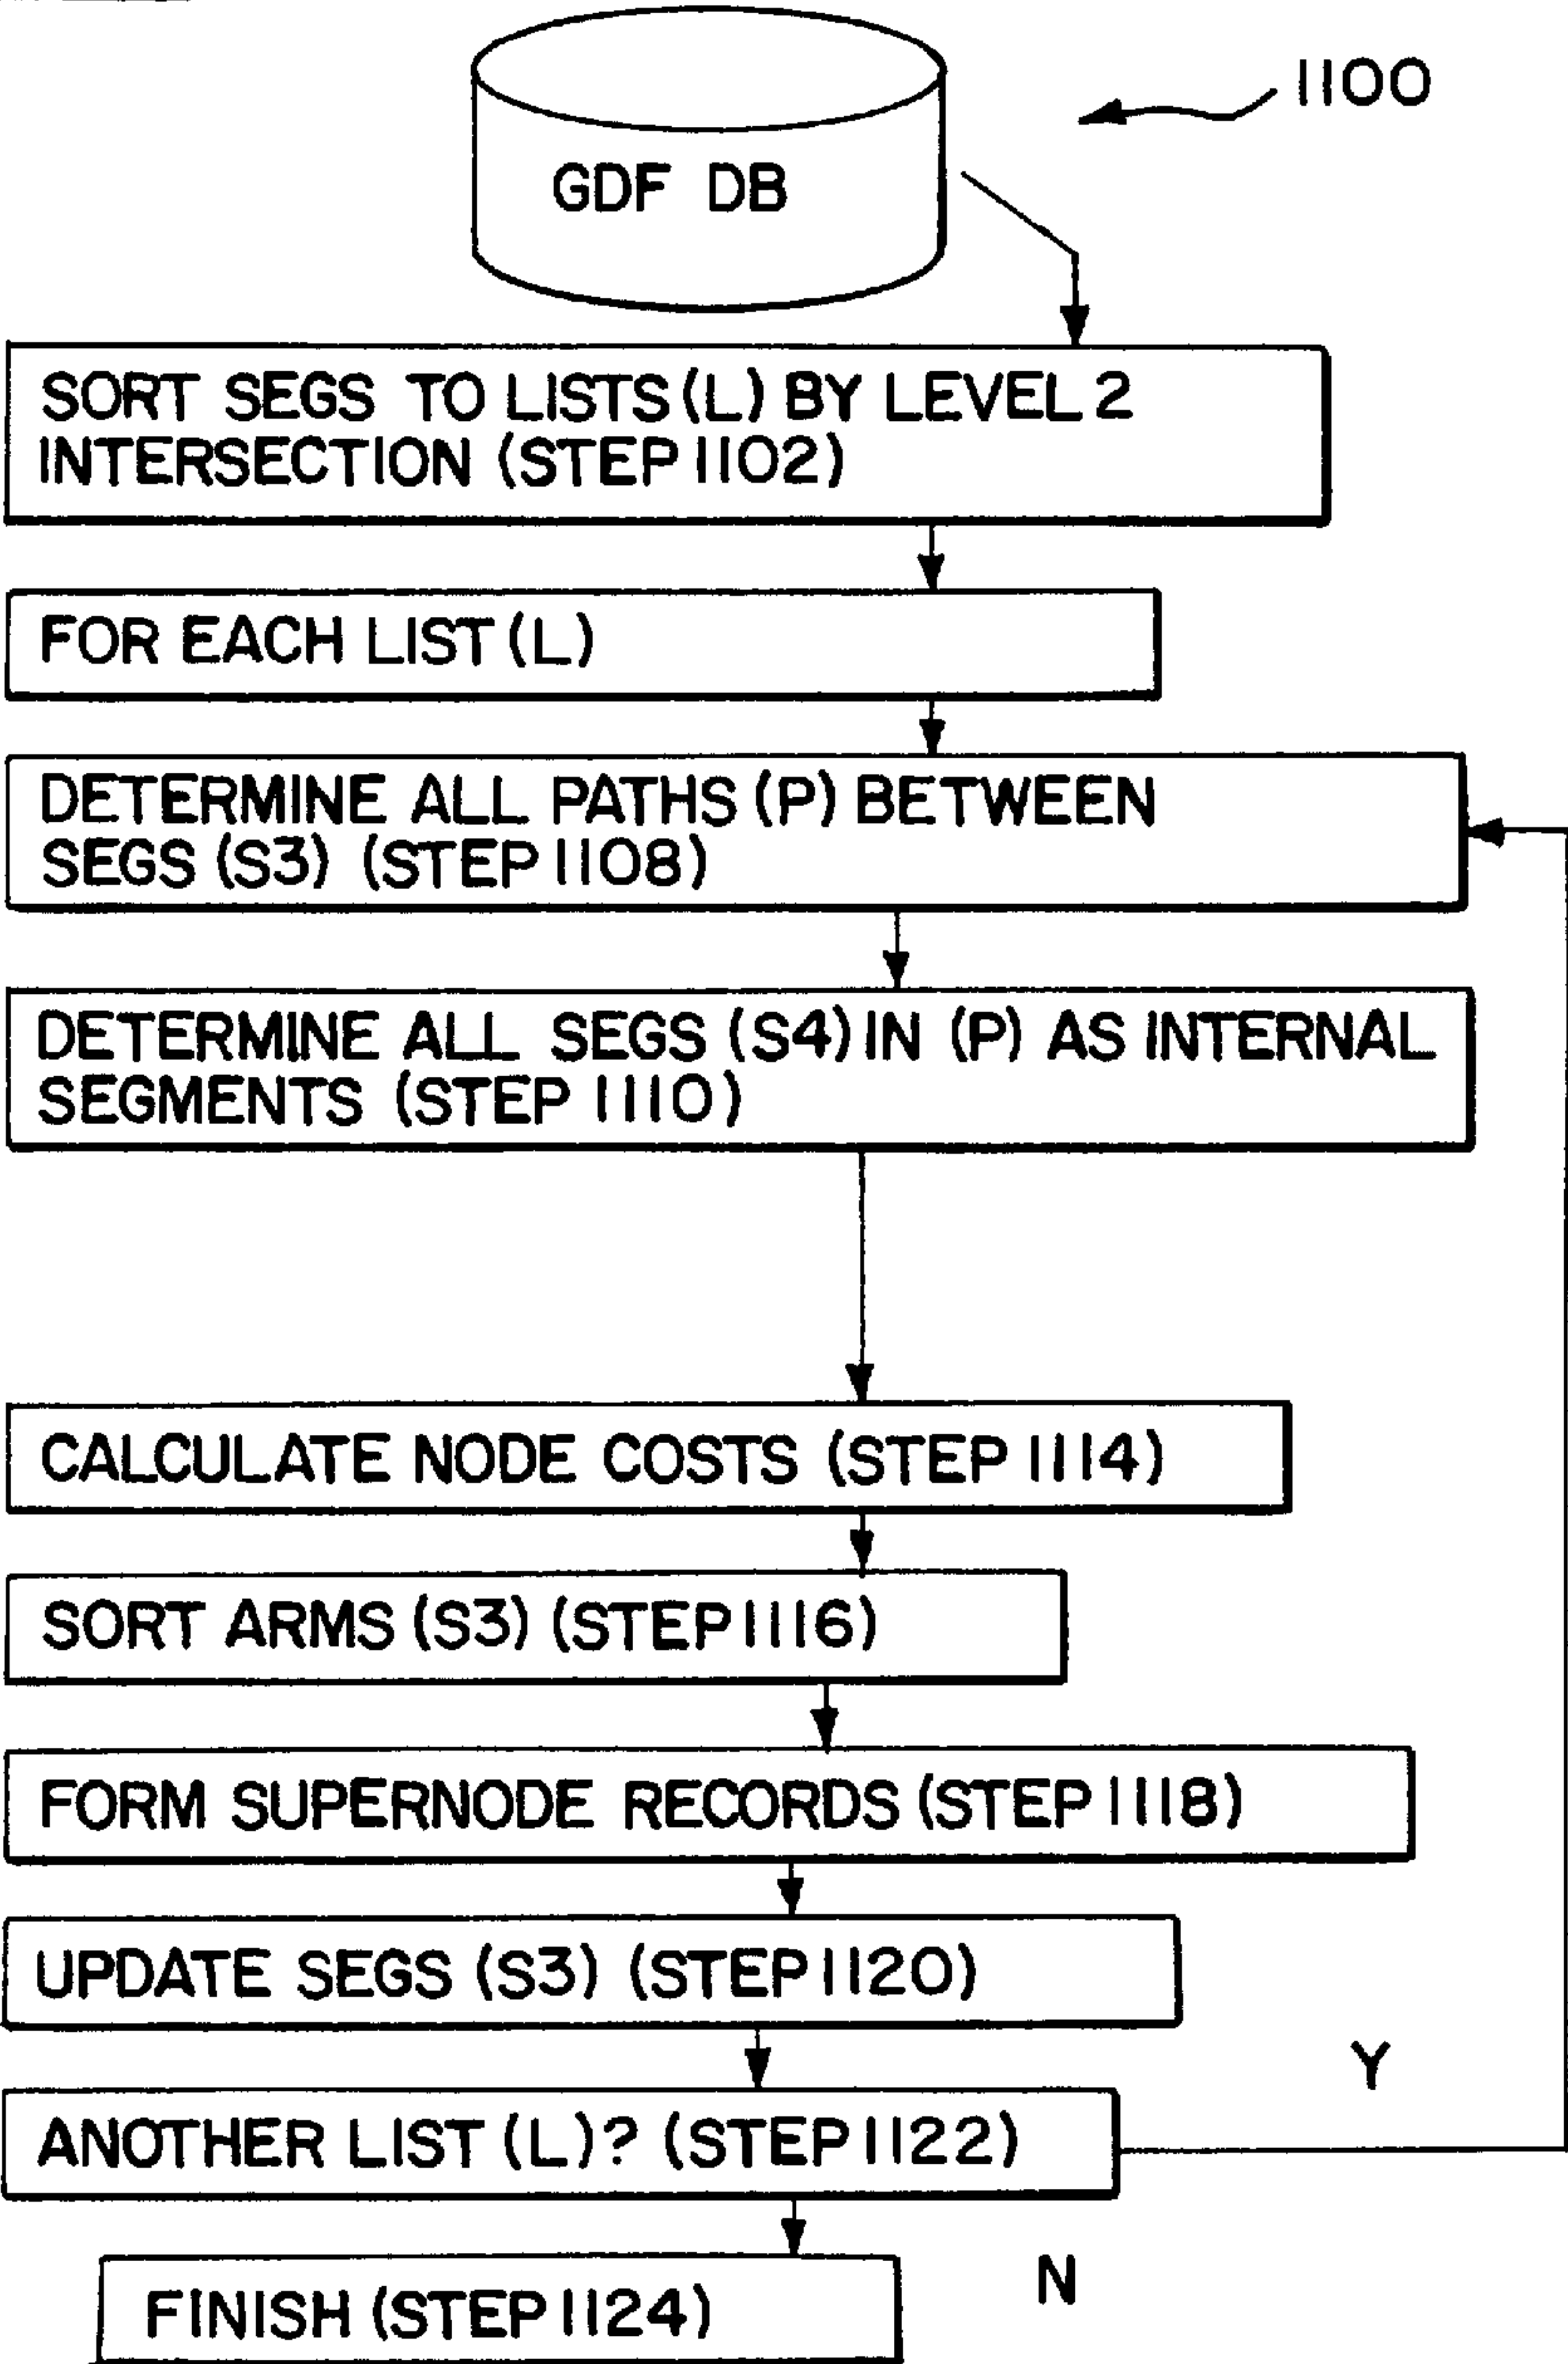 1100
GDF DB
SORT SEGS TO LISTS (L) BY LEVEL 2
INTERSECTION (STEP 1102)
FOR EACH LIST (L)
DETERMINE ALL PATHS (P) BETWEEN
SEGS (S3) (STEP 1108)
DETERMINE ALL SEGS (S4) IN (P) AS INTERNAL
SEGMENTS (STEP 1110)
CALCULATE NODE COSTS (STEP 1114)
SORT ARMS (S3) (STEP 1116)
FORM SUPERNODE RECORDS (STEP 1118)
UPDATE SEGS (S3) (STEP 1120)
Y
ANOTHER LIST (L)? (STEP 1122)
N
FINISH (STEP 1124)